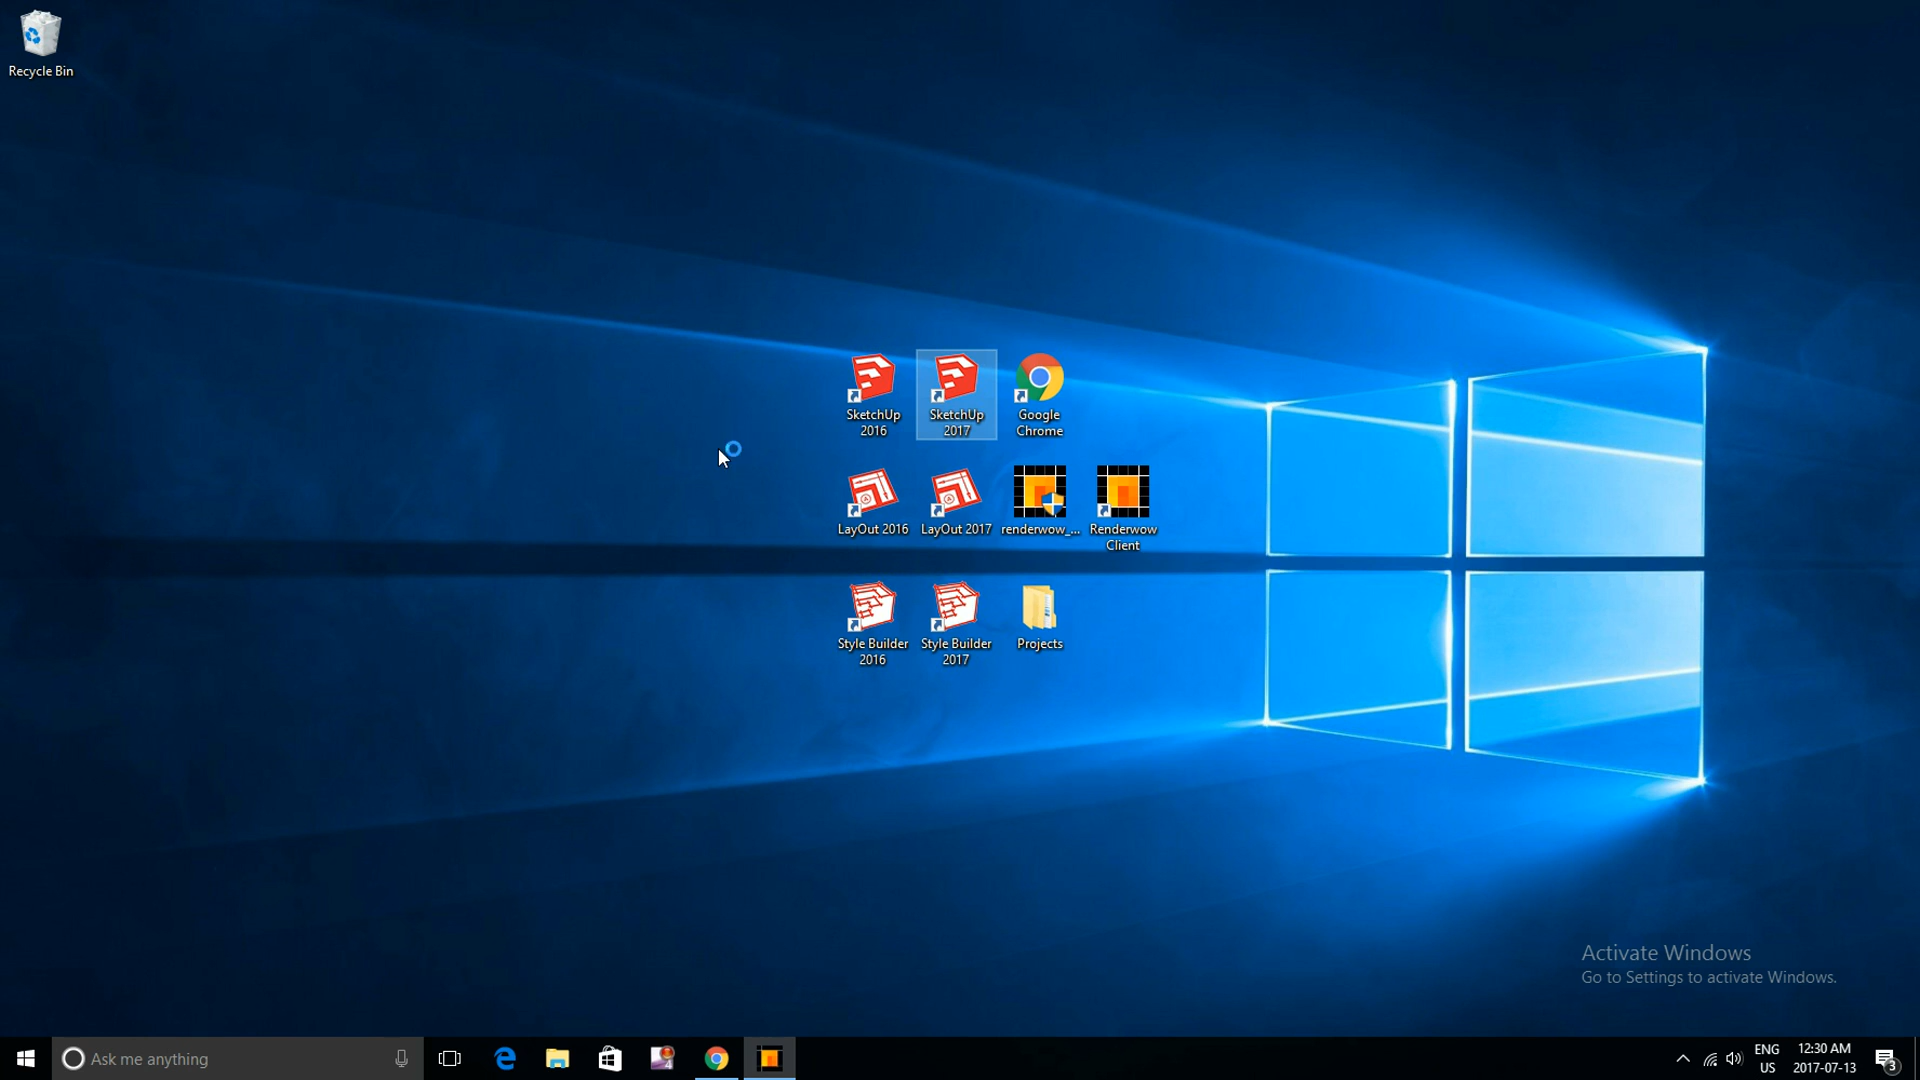 Recycle Bin
SketchUp
2016
SketchUp
2017
Google
Chrome
LayOut 2016
LayOut 2017
renderwow_...
Renderwow
Client
Style Builder
2016
Style Builder
2017
Projects
Activate Windows
Go to Settings to activate Windows.
Ask me anything
4
ENG
US
12:30 AM
2017-07-13
3